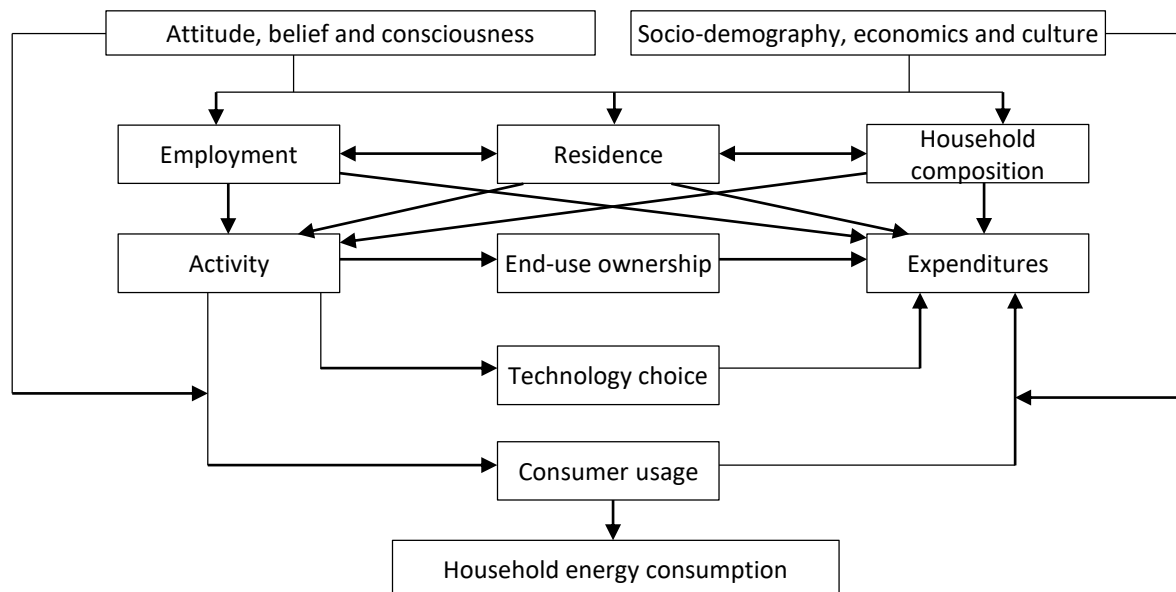 Attitude, belief and consciousness
Socio-demography, economics and culture
Employment
Residence
Household
composition
Activity
End-use ownership
Expenditures
Technology choice
Consumer usage
Household energy consumption